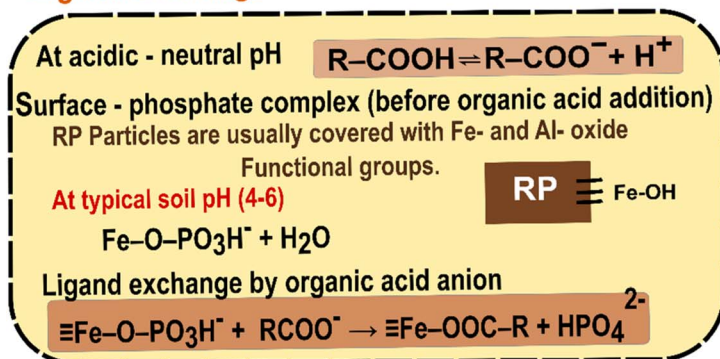 At acidic - neutral pH
R–COOH⇌R–COO⁻+ H⁺
Surface - phosphate complex (before organic acid addition)
RP Particles are usually covered with Fe- and Al- oxide
Functional groups.
At typical soil pH (4-6)
RP
Fe-OH
Fe–O–PO₃H⁻ + H₂O
Ligand exchange by organic acid anion
≡Fe–O–PO₃H⁻ + RCOO⁻ → ≡Fe–OOC–R + HPO₄²⁻